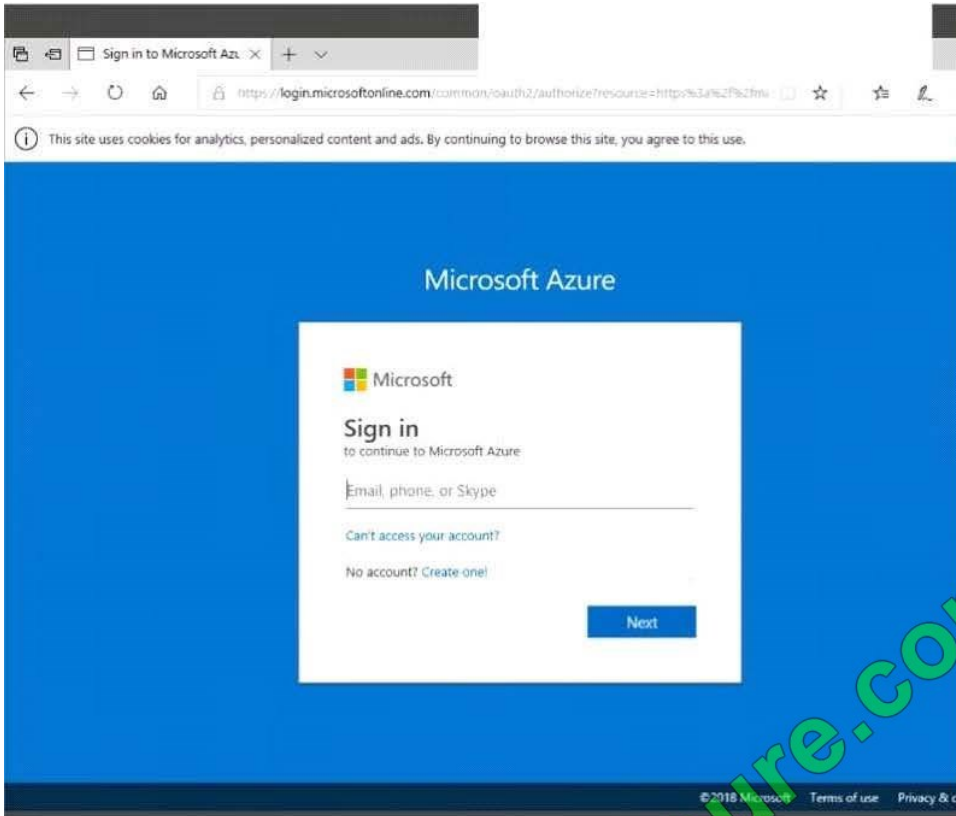 Sign in to Microsoft Azu
https://login.microsoftonline.com/common/oauth2/authorize?resource=https%3a%2f%2fma
This site uses cookies for analytics, personalized content and ads. By continuing to browse this site, you agree to this use.
Microsoft Azure
Microsoft
Sign in
to continue to Microsoft Azure
Email, phone, or Skype
Can't access your account?
No account? Create one!
Next
ure.co
©2018 Microsoft Terms of use Privacy & c